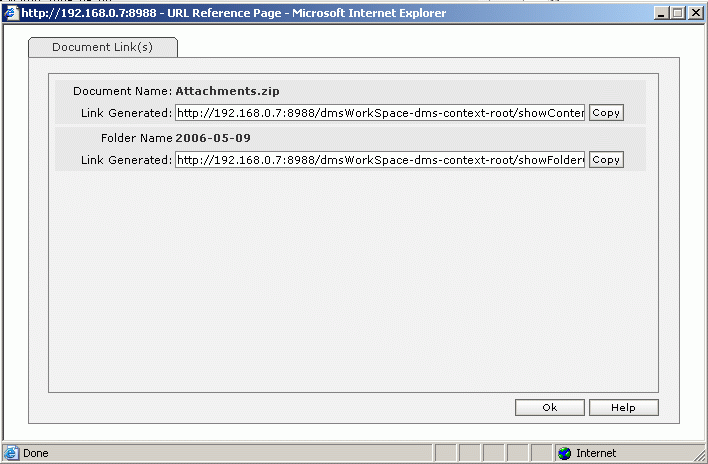 http://192.168.0.7:8988 - URL Reference Page - Microsoft Internet Explorer
Document Link(s)
Document Name: Attachments.zip
Link Generated: http://192.168.0.7:8988/dmsWorkSpace-dms-context-root/showConten Copy
Folder Name 2006-05-09
Link Generated: http://192.168.0.7:8988/dmsWorkSpace-dms-context-root/showFolder Copy
Ok Help
Done Internet